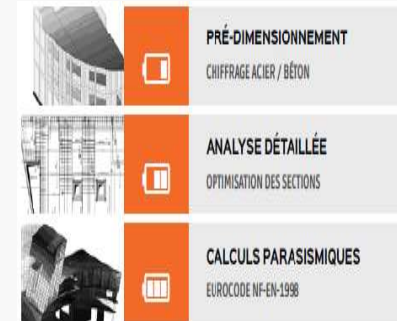 PRÉ-DIMENSIONNEMENT
CHIFFRAGE ACIER / BÉTON
ANALYSE DÉTAILLÉE
OPTIMISATION DES SECTIONS
CALCULS PARASISMIQUES
EUROCODE NF-EN-1998